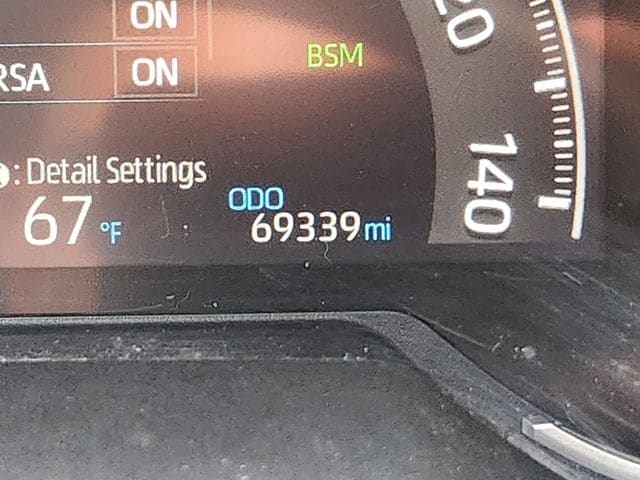 ON
BSM
RSA ON
: Detail Settings
67 °F
ODO
69339 mi
20
140